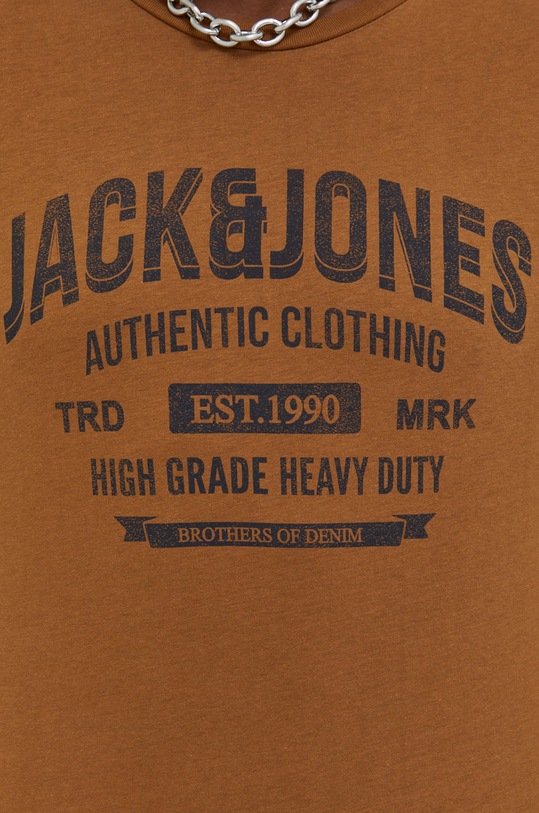 JACK&JONES
AUTHENTIC CLOTHING
TRD EST.1990 MRK
HIGH GRADE HEAVY DUTY
BROTHERS OF DENIM